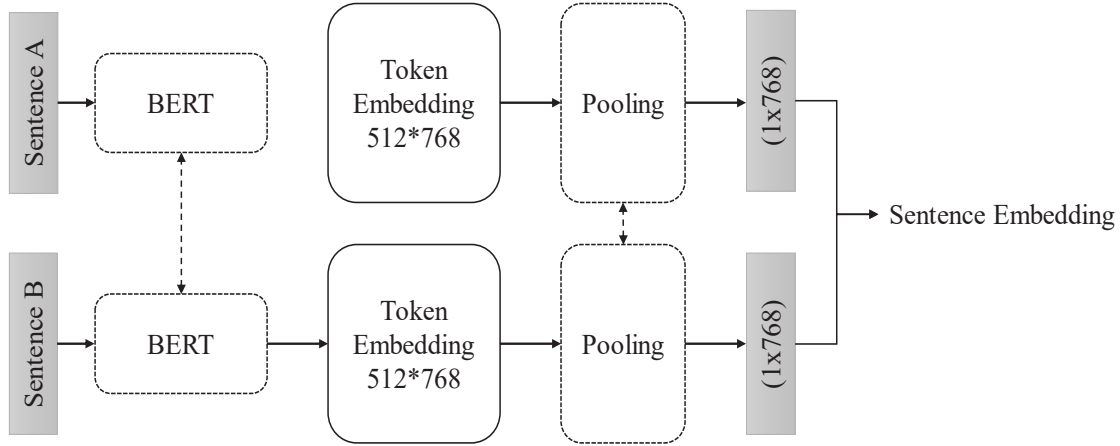 Sentence A
BERT
Token
Embedding
512*768
Pooling
(1x768)
Sentence Embedding
Sentence B
BERT
Token
Embedding
512*768
Pooling
(1x768)